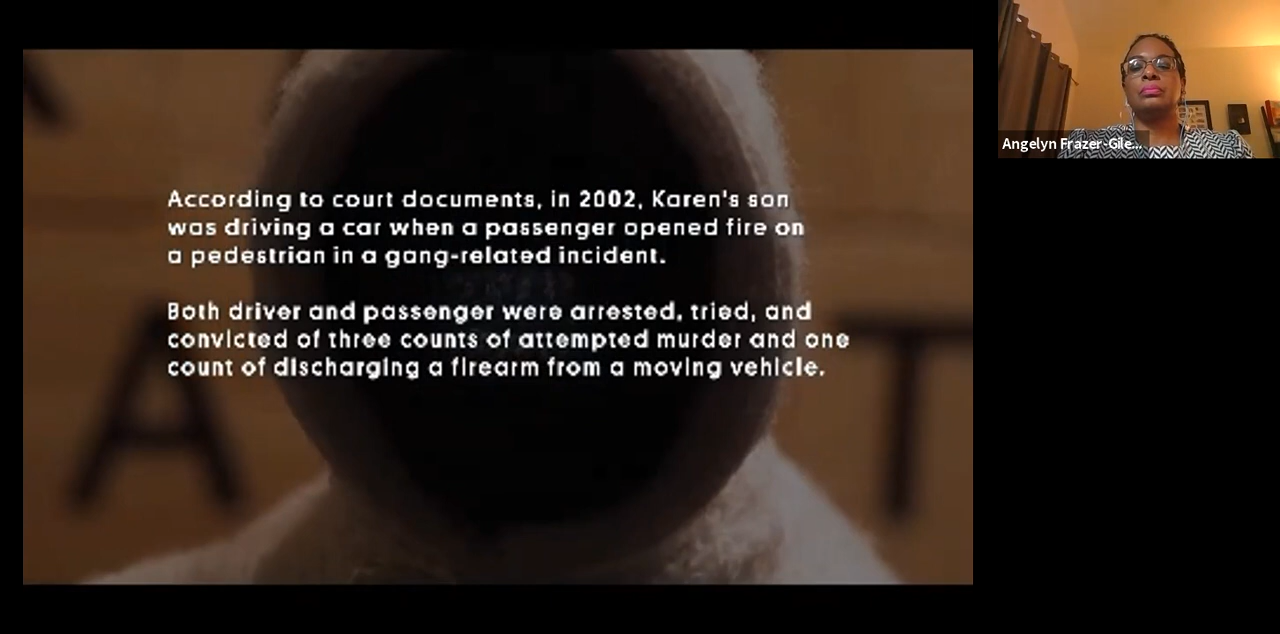 According to court documents, in 2002, Karen's son
was driving a car when a passenger opened fire on
a pedestrian in a gang-related incident.
Both driver and passenger were arrested, tried, and
convicted of three counts of attempted murder and one
count of discharging a firearm from a moving vehicle.
A T
Angelyn Frazer-Gile...